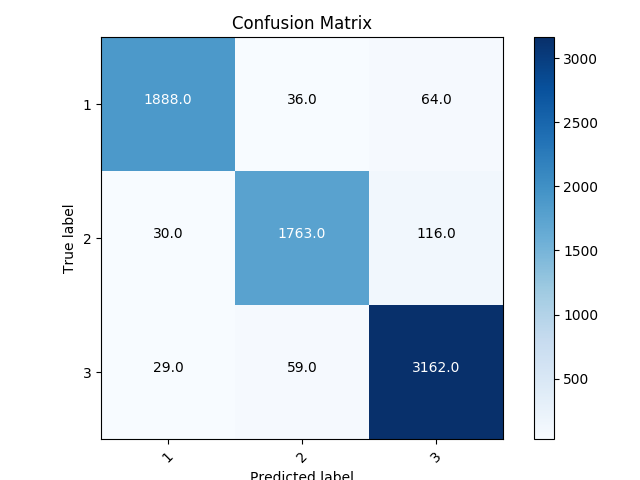 Confusion Matrix
1888.0 36.0 64.0
30.0 1763.0 116.0
29.0 59.0 3162.0
1
2
3
True label
1 2 3
Predicted label
3000
2500
2000
1500
1000
500